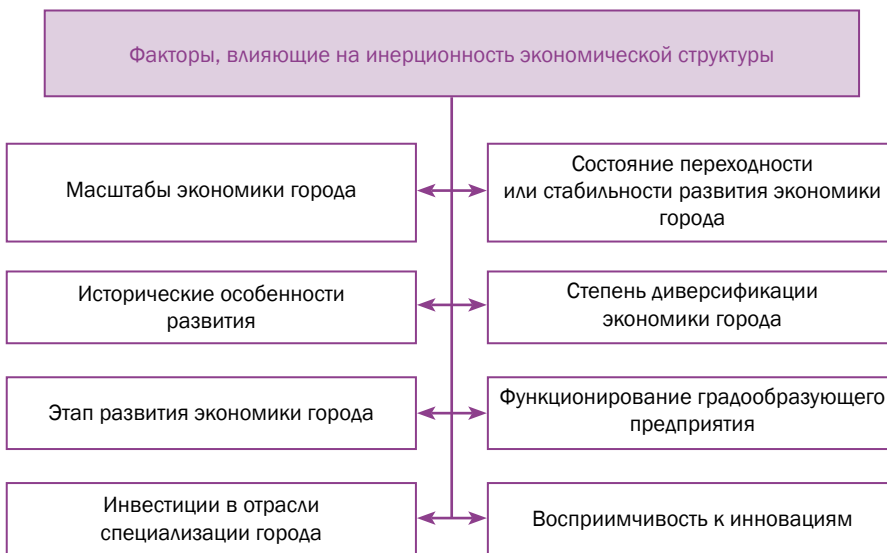 Факторы, влияющие на инерционность экономической структуры
Масштабы экономики города
Состояние переходности
или стабильности развития экономики
города
Исторические особенности
развития
Степень диверсификации
экономики города
Этап развития экономики города
Функционирование градообразующего
предприятия
Инвестиции в отрасли
специализации города
Восприимчивость к инновациям